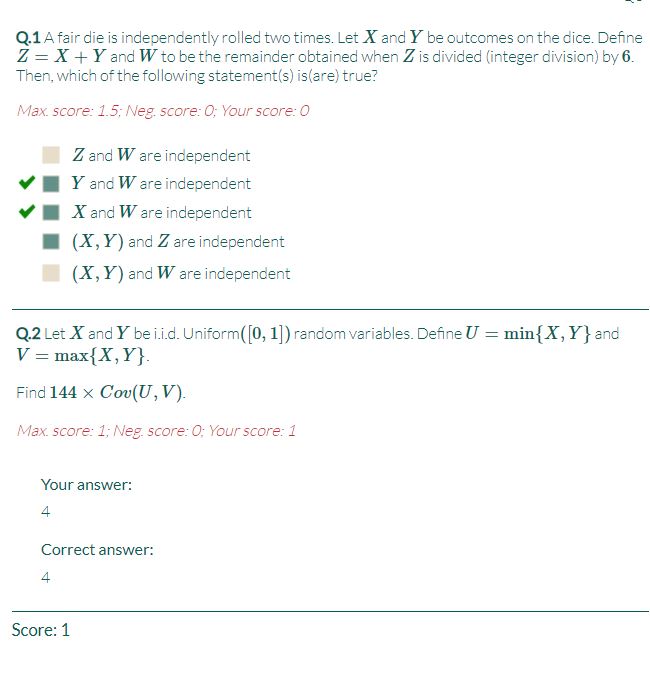 Q.1 A fair die is independently rolled two times. Let X and Y be outcomes on the dice. Define
Z = X + Y and W to be the remainder obtained when Z is divided (integer division) by 6.
Then, which of the following statement(s) is(are) true?
Max. score: 1.5; Neg. score: 0; Your score: 0
Z and W are independent
Y and W are independent
X and W are independent
(X, Y) and Z are independent
(X, Y) and W are independent
Q.2 Let X and Y be i.i.d. Uniform([0, 1]) random variables. Define U = min{X, Y} and
V = max{X, Y}.
Find 144 × Cov(U, V).
Max. score: 1; Neg. score: 0; Your score: 1
Your answer:
4
Correct answer:
4
Score: 1